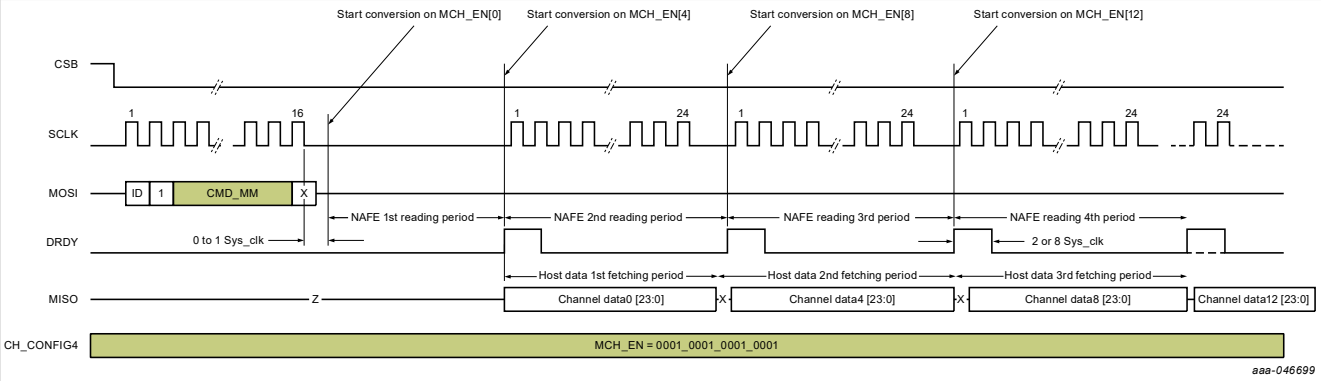 Start conversion on MCH_EN[0]
Start conversion on MCH_EN[4]
Start conversion on MCH_EN[8]
Start conversion on MCH_EN[12]
CSB
1
16
1
24
1
24
1
24
24
SCLK
MOSI
ID
1
CMD_MM
X
NAFE 1st reading period
NAFE 2nd reading period
NAFE reading 3rd period
NAFE reading 4th period
DRDY
0 to 1 Sys_clk
2 or 8 Sys_clk
Host data 1st fetching period
Host data 2nd fetching period
Host data 3rd fetching period
MISO
Z
Channel data0 [23:0]
X
Channel data4 [23:0]
X
Channel data8 [23:0]
Channel data12 [23:0]
CH_CONFIG4
MCH_EN = 0001_0001_0001_0001
aaa-046699